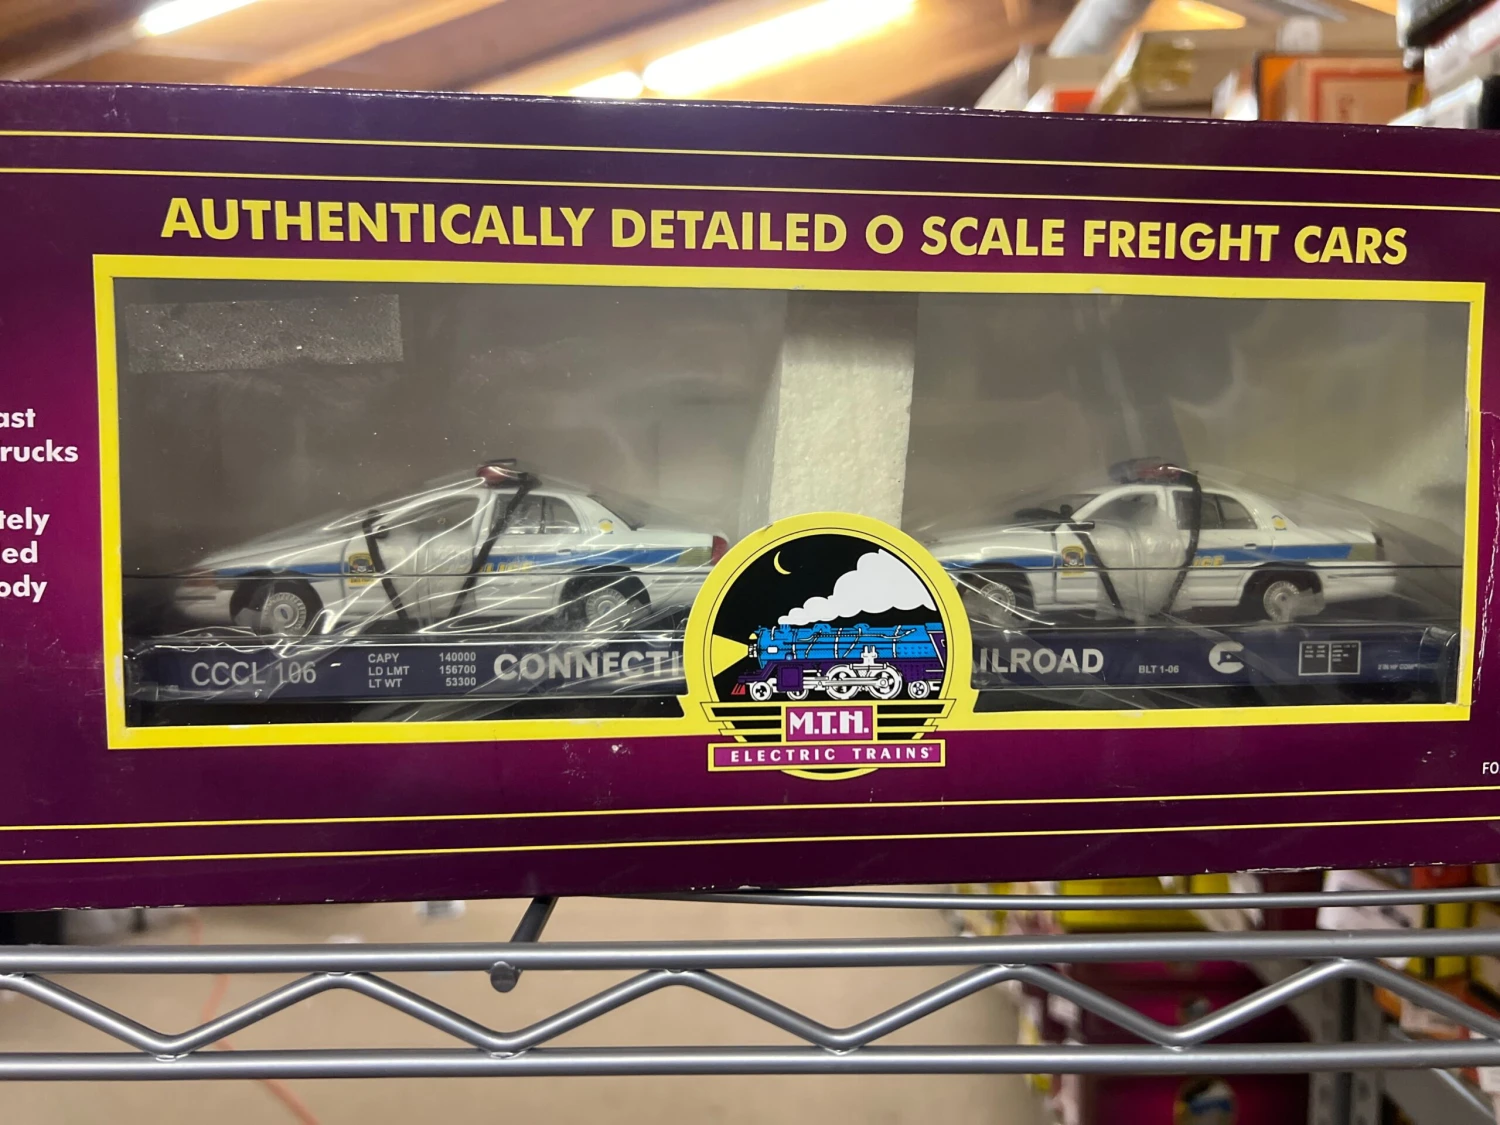 AUTHENTICALLY DETAILED O SCALE FREIGHT CARS
ast
rucks
tely
ed
ody
CCCL 106
CAPY 140000
LD LMT 156700
LT WT 53300
CONNECTI
AILROAD
BLT 1-06
M.T.H.
ELECTRIC TRAINS
FO